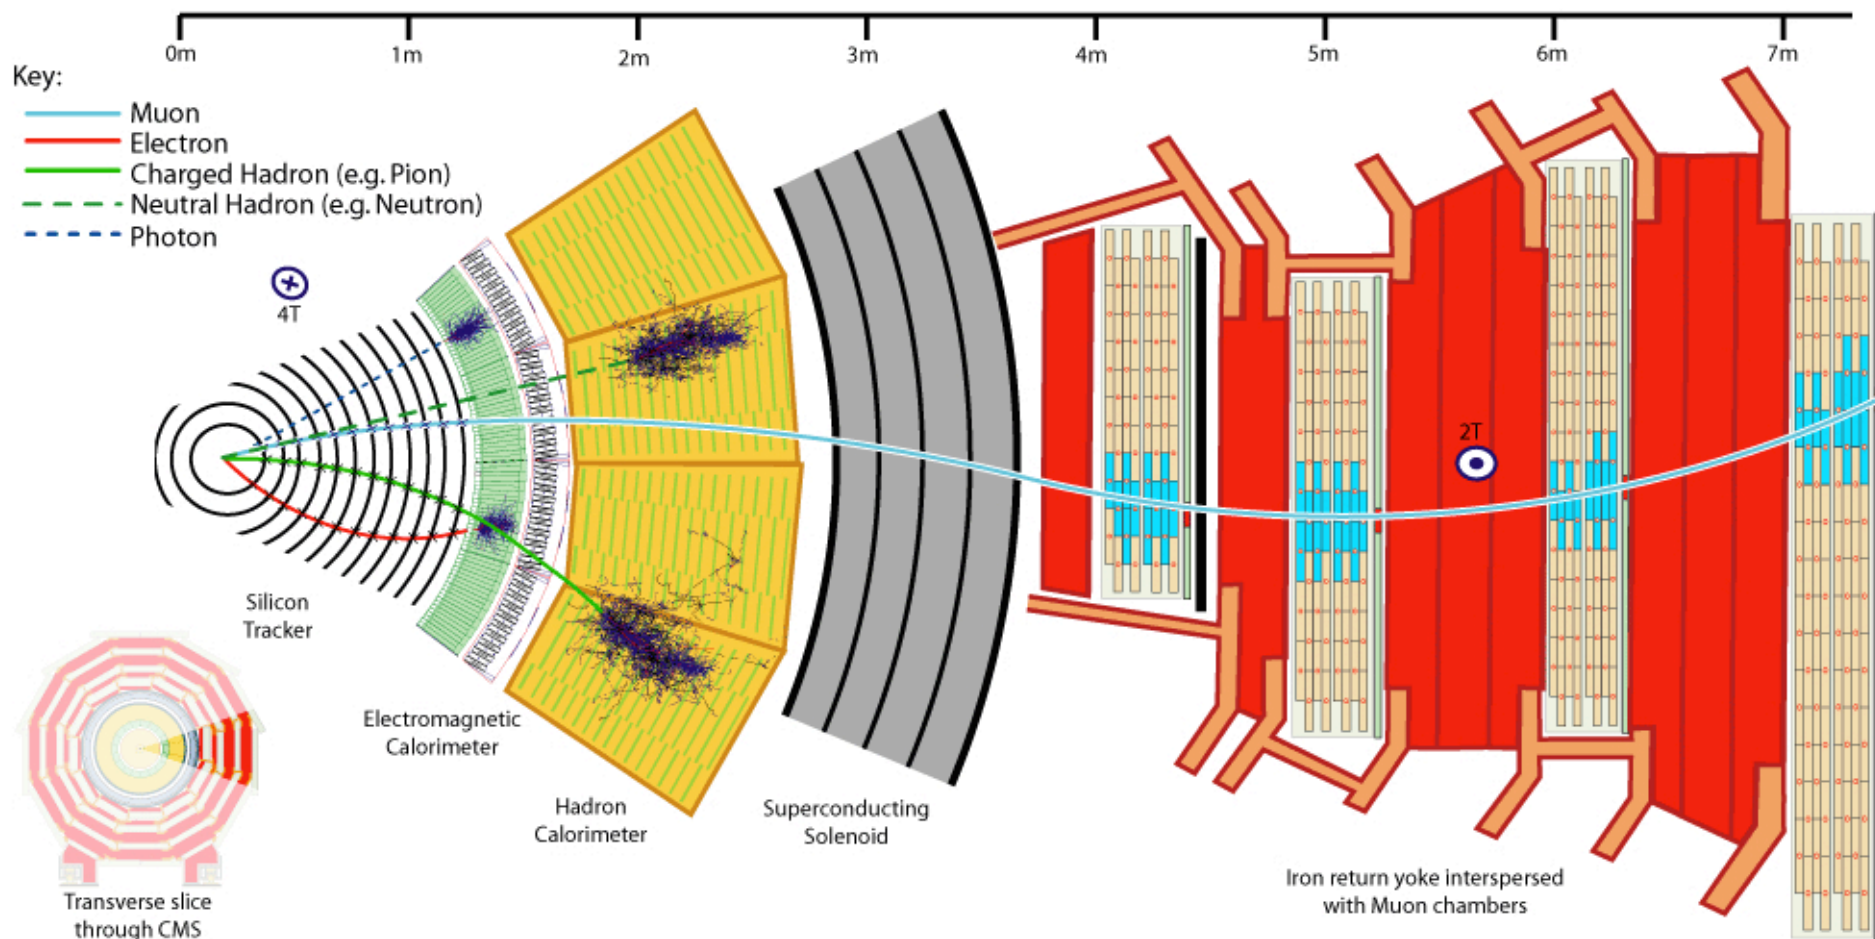 0m
1m
2m
3m
4m
5m
6m
7m
Key:
Muon
Electron
Charged Hadron (e.g. Pion)
Neutral Hadron (e.g. Neutron)
Photon
4T
2T
Silicon
Tracker
Electromagnetic
Calorimeter
Hadron
Calorimeter
Superconducting
Solenoid
Iron return yoke interspersed
with Muon chambers
Transverse slice
through CMS